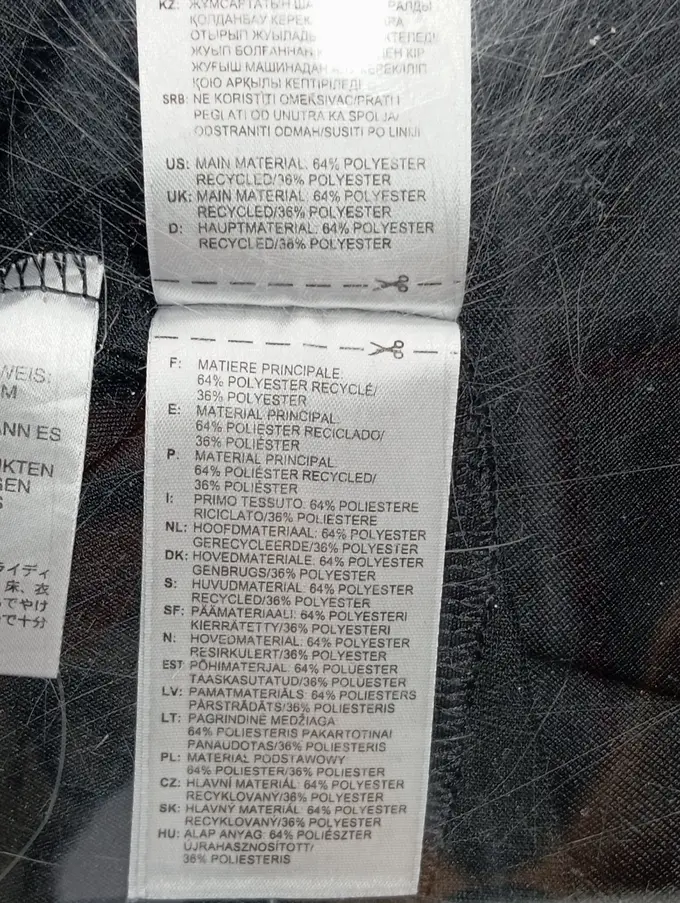 KZ: ЖҰМСАРТАТЫН
ҚОЛДАНБАУ КЕРЕК
ОТЫРЫП ЖУЫЛАДЫ
ЖУЫП БОЛҒАННАН КІР
ЖУҒЫШ МАШИНАДАН
ҚОЮ АРҚЫЛЫ КЕПТІРІЛЕДІ
SRB: NE KORISTITI OMEKSIVAC/PRATI I
PEGLATI OD UNUTRA KA SPOLJA/
ODSTRANITI ODMAH/SUSITI PO LINIJI
US: MAIN MATERIAL: 64% POLYESTER
RECYCLED/36% POLYESTER
UK: MAIN MATERIAL: 64% POLYESTER
RECYCLED/36% POLYESTER
D: HAUPTMATERIAL: 64% POLYESTER
RECYCLED/36% POLYESTER
F: MATIERE PRINCIPALE:
64% POLYESTER RECYCLÉ/
36% POLYESTER
E: MATERIAL PRINCIPAL:
64% POLIESTER RECICLADO/
36% POLIÉSTER
P: MATERIAL PRINCIPAL:
64% POLIÉSTER RECYCLED/
36% POLIÉSTER
I: PRIMO TESSUTO: 64% POLIESTERE
RICICLATO/36% POLIESTERE
NL: HOOFDMATERIAAL: 64% POLYESTER
GERECYCLEERDE/36% POLYESTER
DK: HOVEDMATERIALE: 64% POLYESTER
GENBRUGS/36% POLYESTER
S: HUVUDMATERIAL: 64% POLYESTER
RECYCLED/36% POLYESTER
SF: PÄÄMATERIAALI: 64% POLYESTERI
KIERRÄTETTY/36% POLYESTERI
N: HOVEDMATERIAL: 64% POLYESTER
RESIRKULERT/36% POLYESTER
EST: PÕHIMATERJAL: 64% POLÜESTER
TAASKASUTATUD/36% POLÜESTER
LV: PAMATMATERIĀLS: 64% POLIESTERS
PĀRSTRĀDĀTS/36% POLIESTERIS
LT: PAGRINDINĖ MEDŽIAGA:
64% POLIESTERIS PAKARTOTINAI
PANAUDOTAS/36% POLIESTERIS
PL: MATERIAŁ PODSTAWOWY
64% POLIESTER/36% POLIESTER
CZ: HLAVNÍ MATERIÁL: 64% POLYESTER
RECYKLOVANÝ/36% POLYESTER
SK: HLAVNÝ MATERIÁL: 64% POLYESTER
RECYKLOVANÝ/36% POLYESTER
HU: ALAP ANYAG: 64% POLIÉSZTER
ÚJRAHASZNOSÍTOTT/
36% POLIESTERIS
WEIS:
M
ANN ES
KTEN
GEN
S
ライディ
床、衣
でやけ
で十分